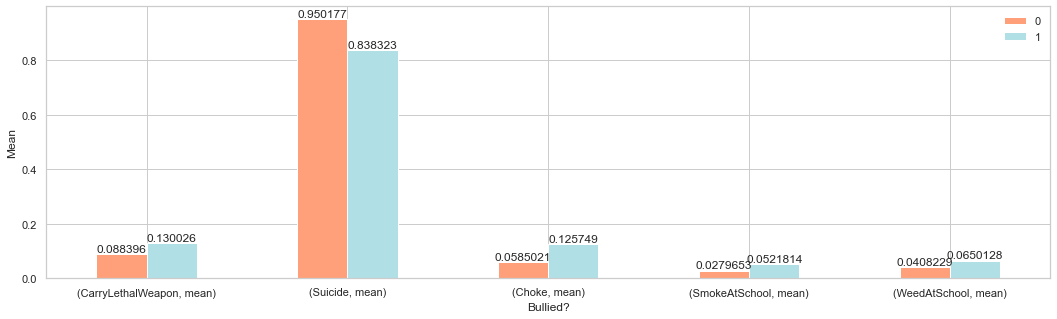 0.950177
0
1
0.838323
0.8
0.6
Mean
0.4
0.2
0.130026
0.125749
0.088396
0.0585021
0.0279653
0.0521814
0.0408229
0.0650128
0.0
(CarryLethalWeapon, mean)
(Suicide, mean)
(Choke, mean)
(SmokeAtSchool, mean)
(WeedAtSchool, mean)
Bullied?